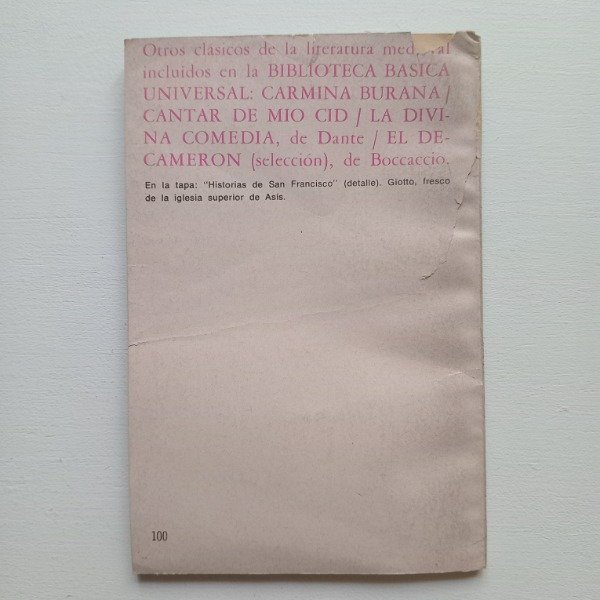 Otros clásicos de la literatura medieval
incluidos en la BIBLIOTECA BASICA
UNIVERSAL: CARMINA BURANA /
CANTAR DE MIO CID / LA DIVI-
NA COMEDIA, de Dante / EL DE-
CAMERON (selección), de Boccaccio.
En la tapa: "Historias de San Francisco" (detalle). Giotto, fresco
de la iglesia superior de Asís.
100